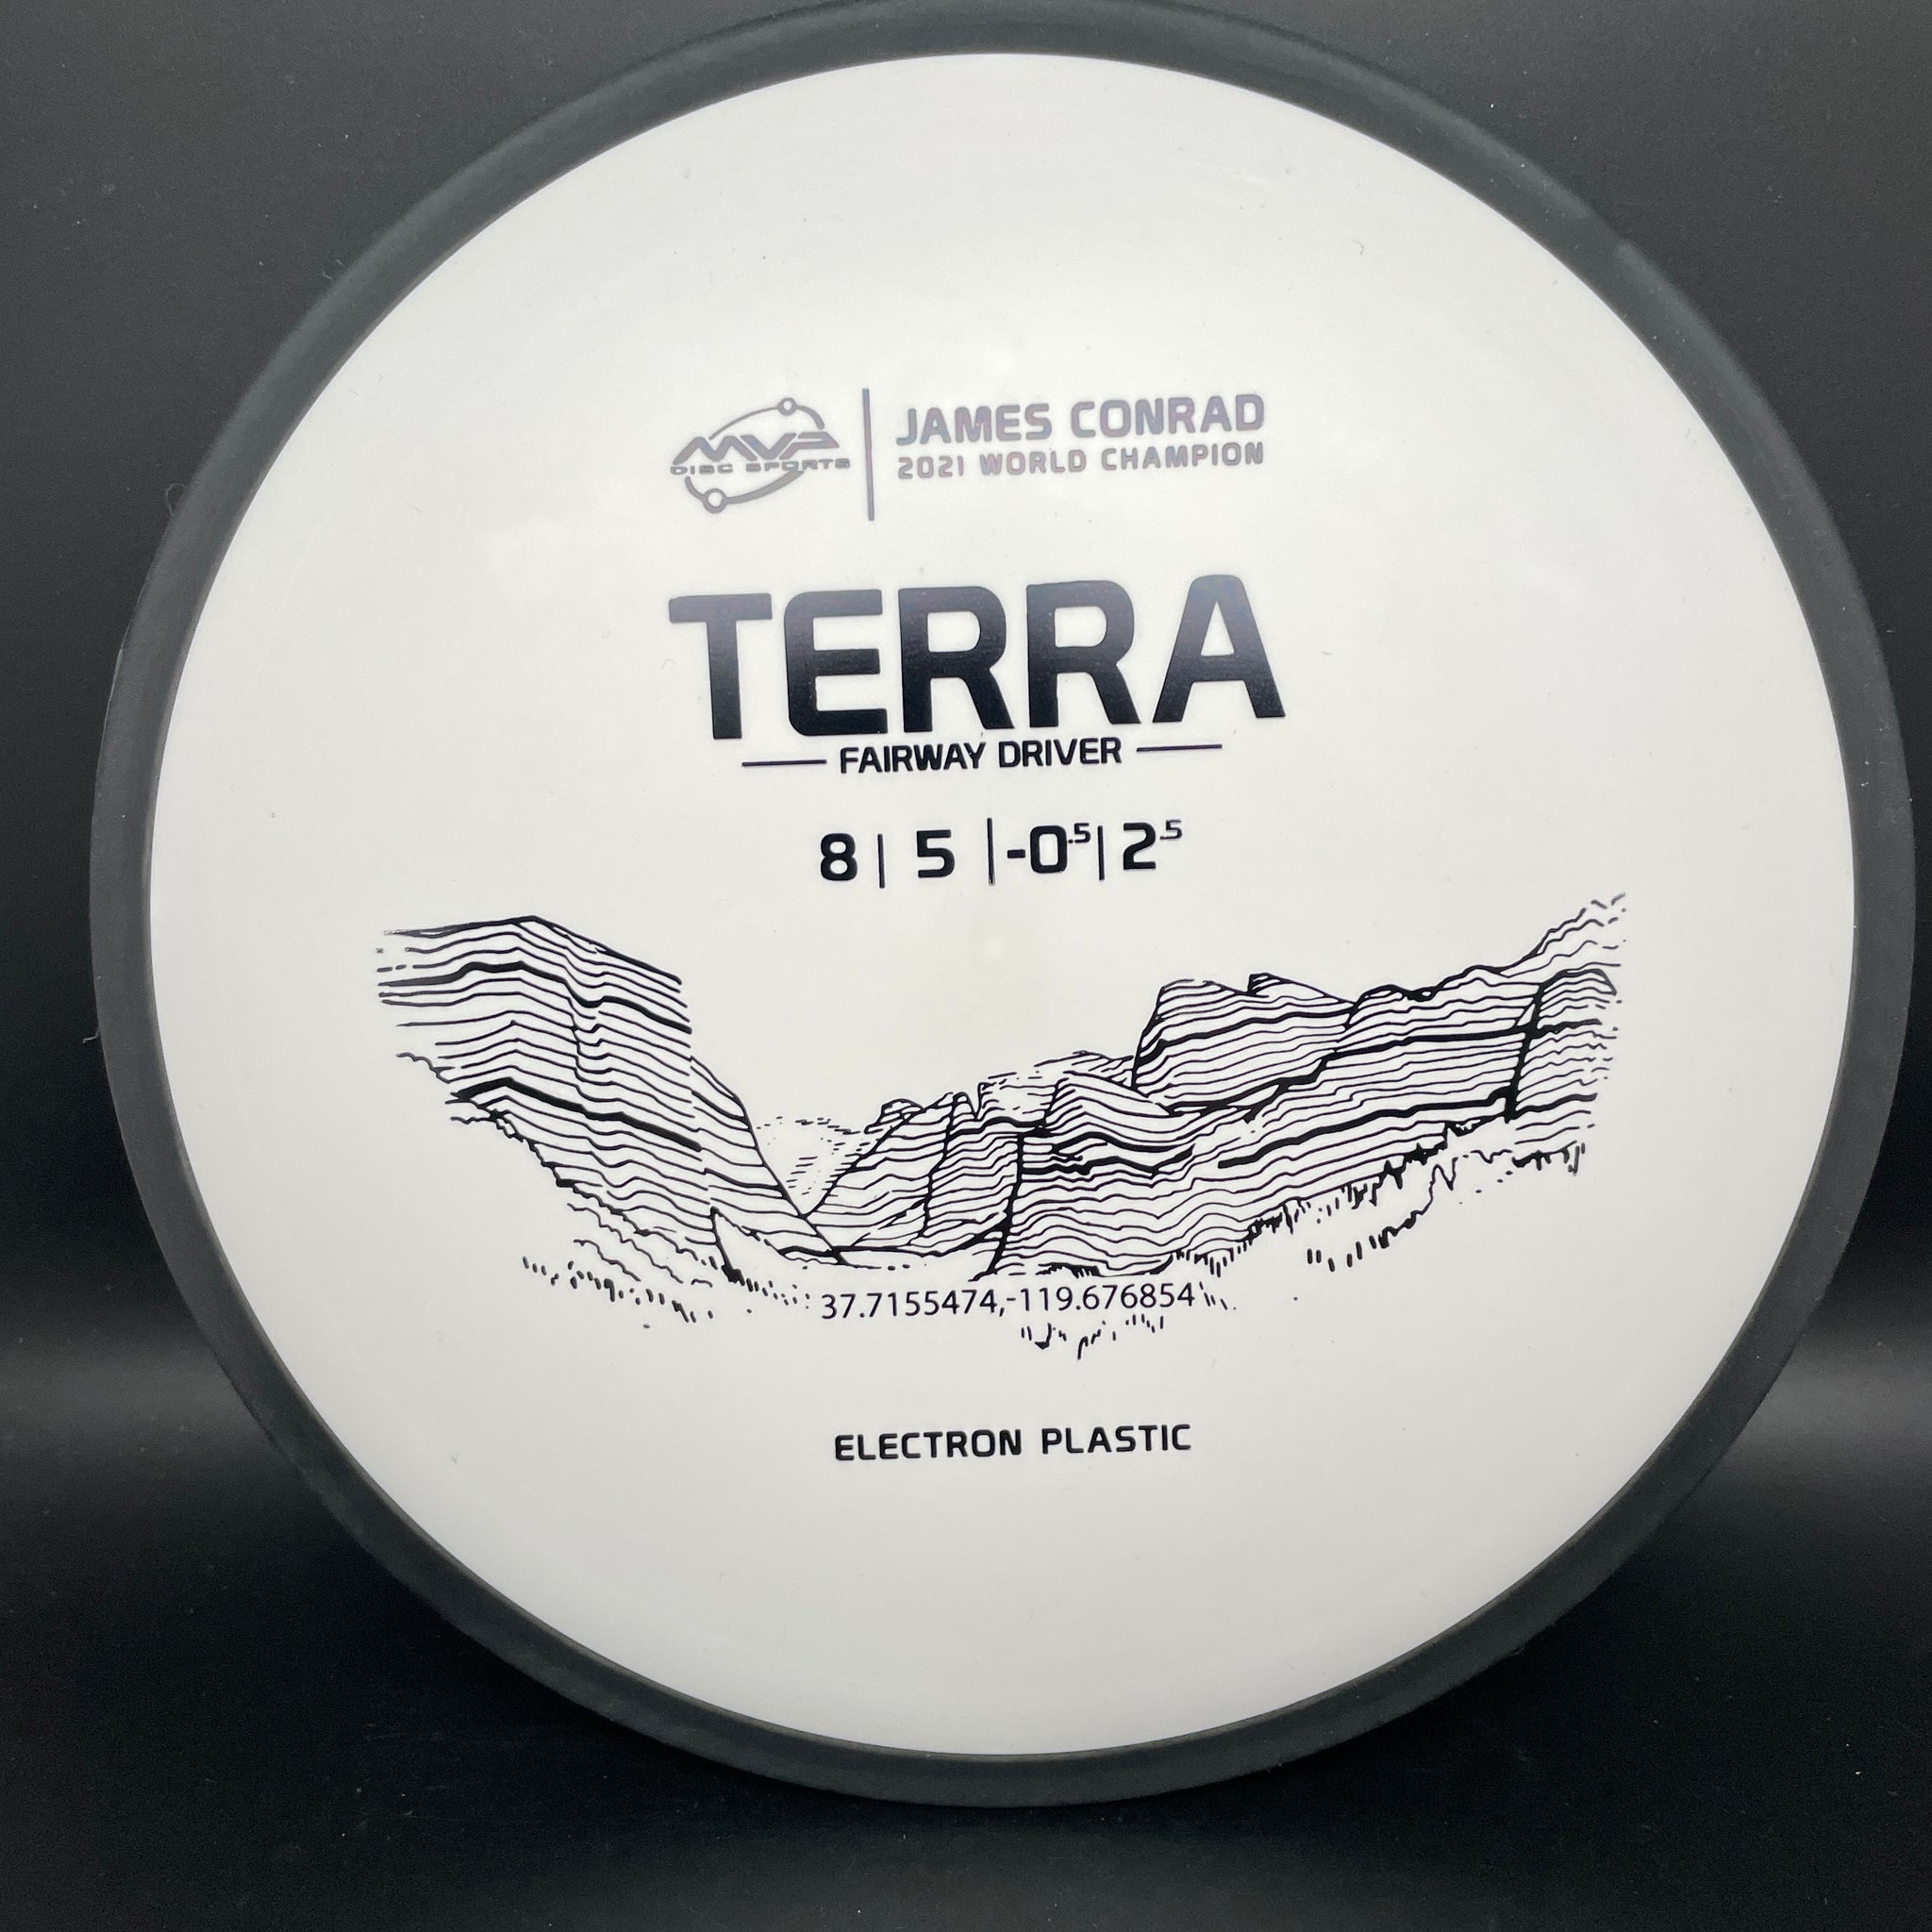 MVP
DISC SPORTS
JAMES CONRAD
2021 WORLD CHAMPION
TERRA
FAIRWAY DRIVER
8 | 5 | -0.5 | 2.5
37.7155474,-119.676854
ELECTRON PLASTIC